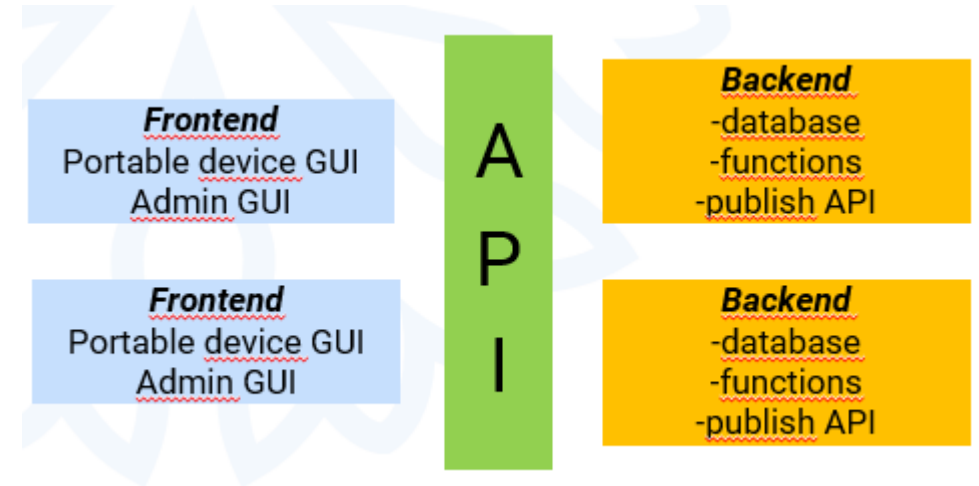 Frontend
Portable device GUI
Admin GUI
Frontend
Portable device GUI
Admin GUI
A
P
I
Backend
-database
-functions
-publish API
Backend
-database
-functions
-publish API